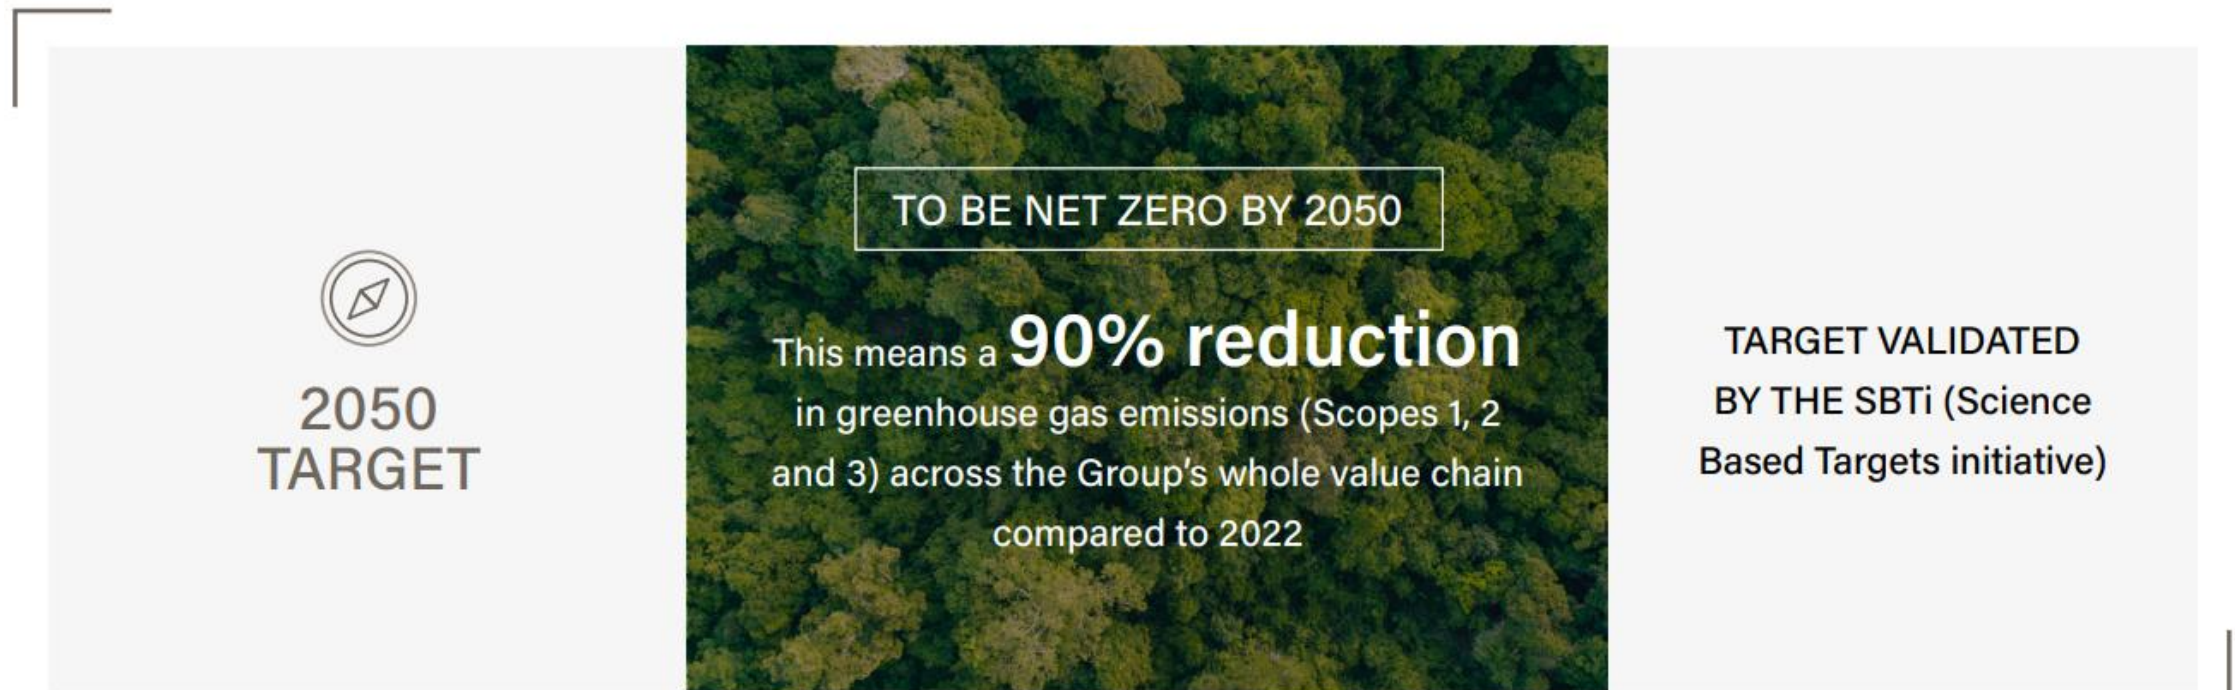 2050
TARGET
TO BE NET ZERO BY 2050
This means a 90% reduction
in greenhouse gas emissions (Scopes 1, 2
and 3) across the Group's whole value chain
compared to 2022
TARGET VALIDATED
BY THE SBTi (Science
Based Targets initiative)